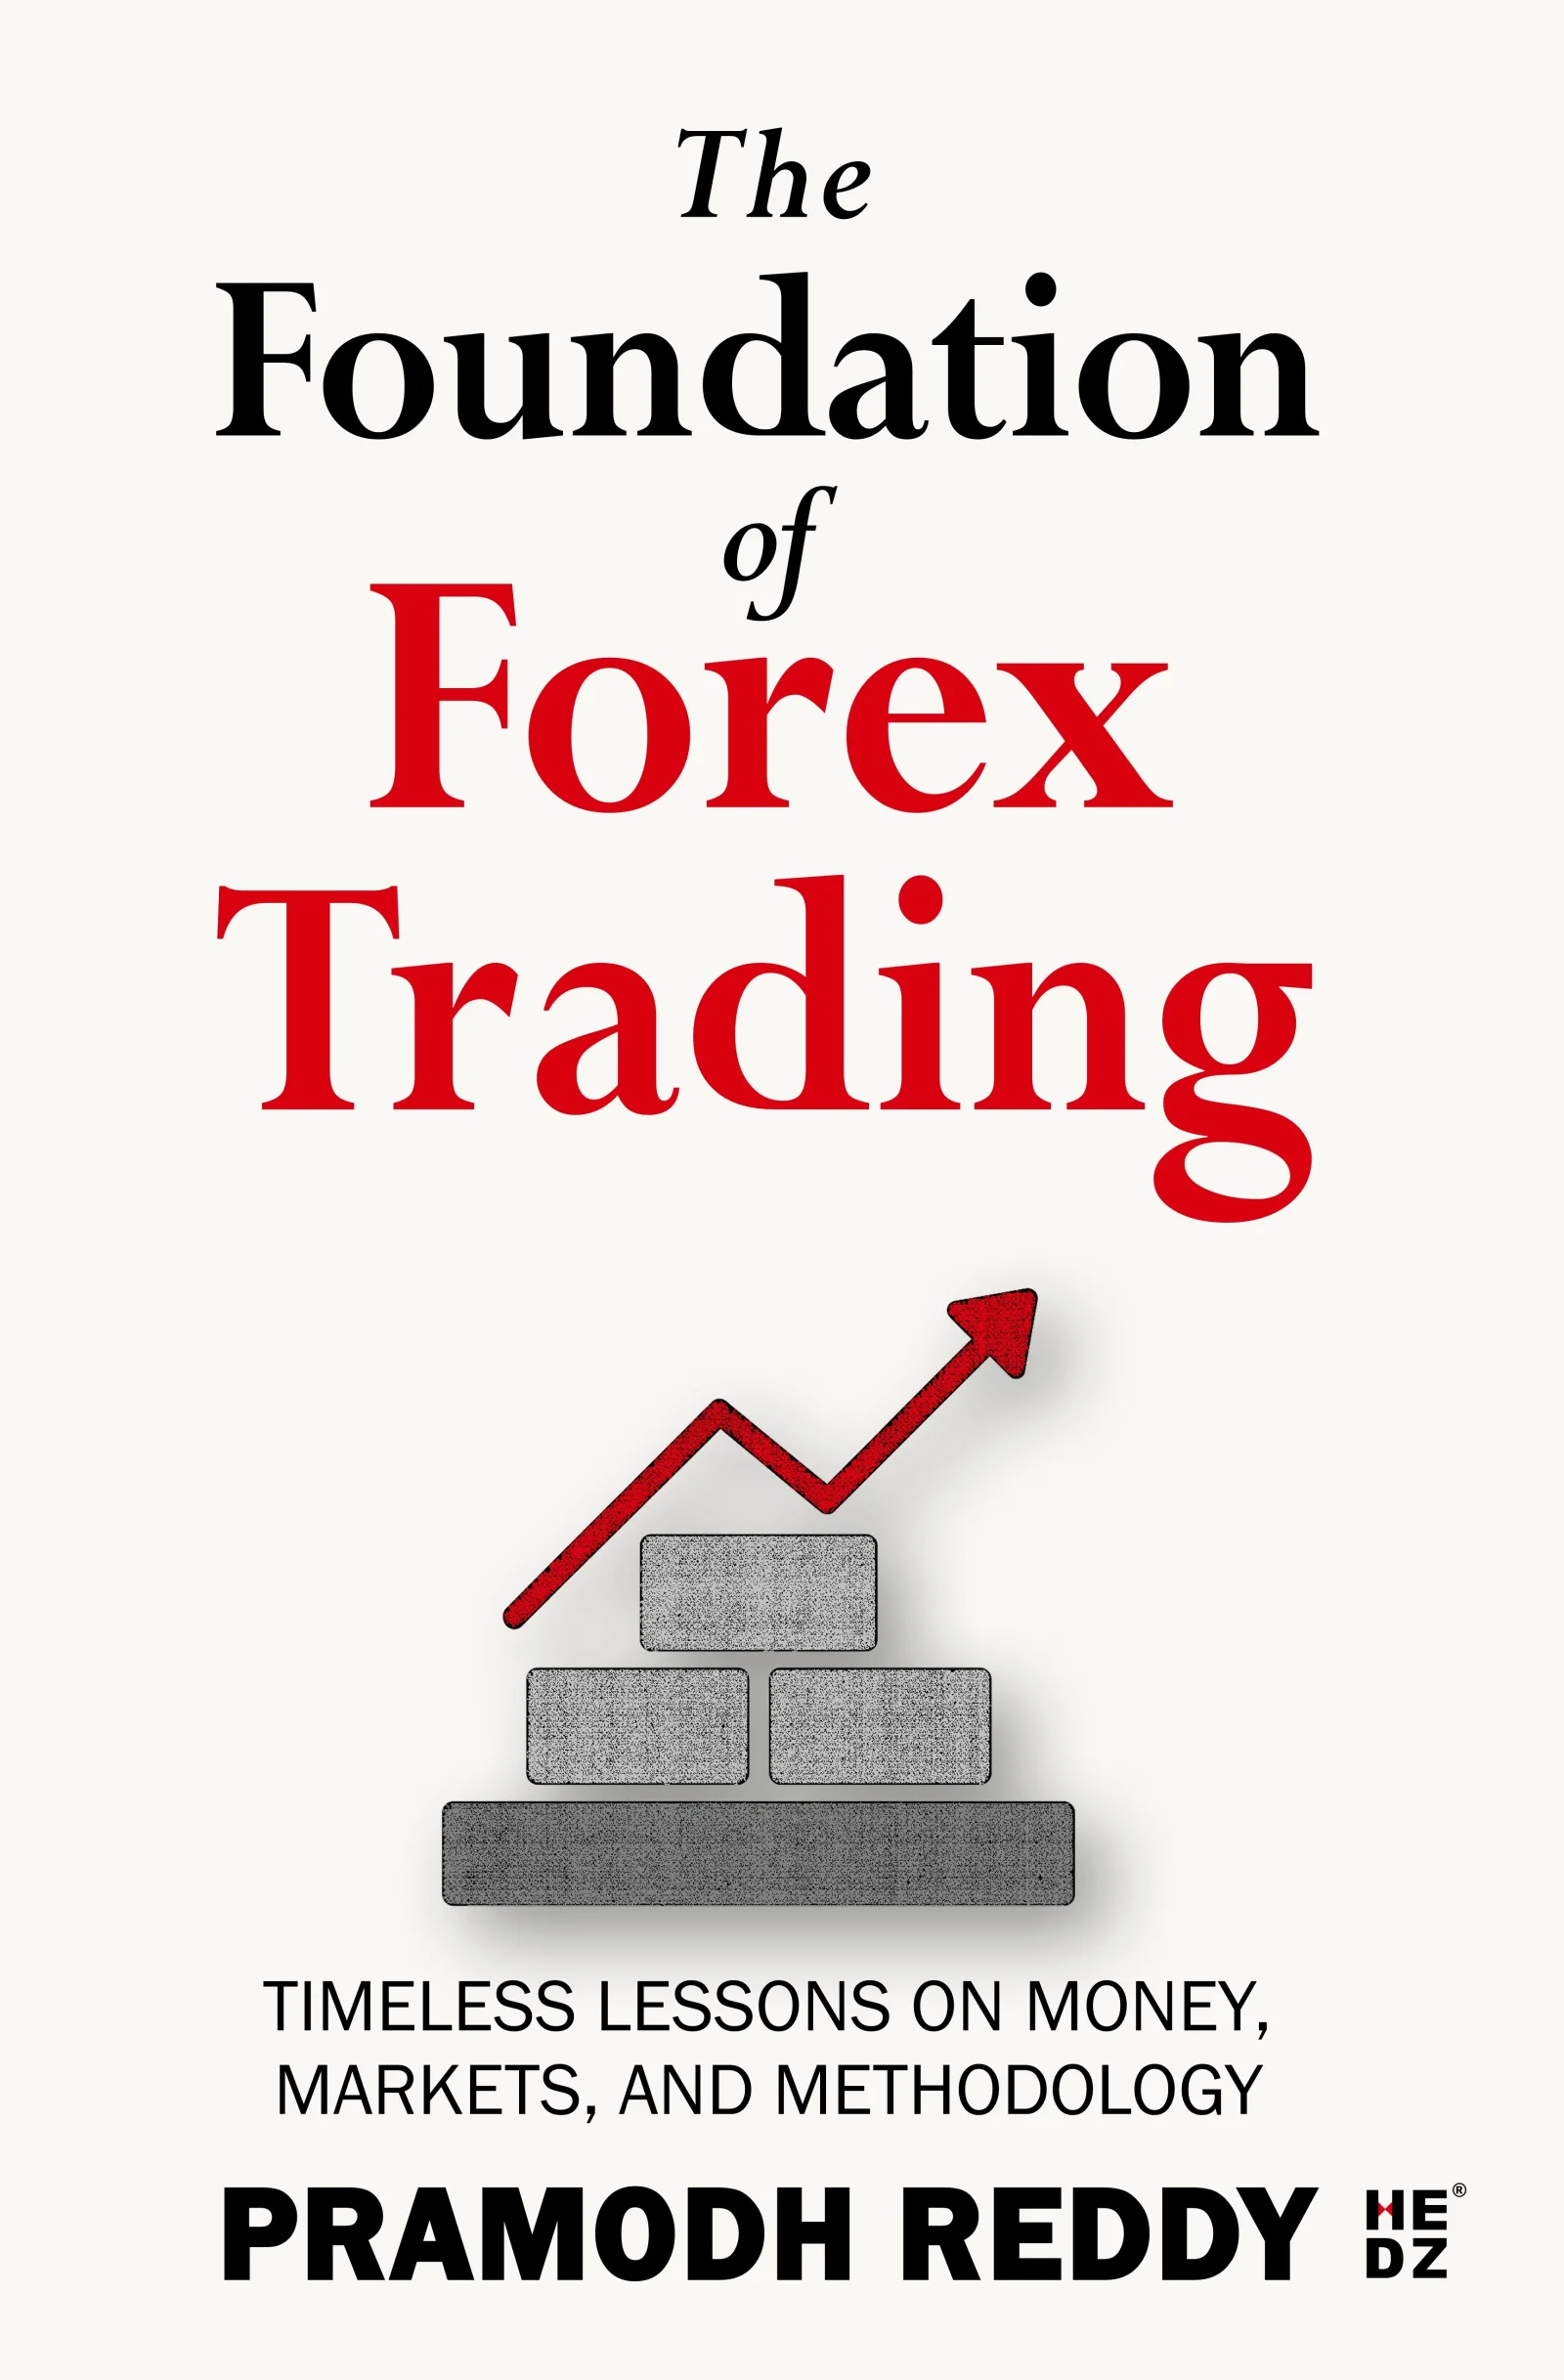 The
Foundation
of
Forex
Trading
TIMELESS LESSONS ON MONEY,
MARKETS, AND METHODOLOGY
PRAMODH REDDY
HE®
DZ